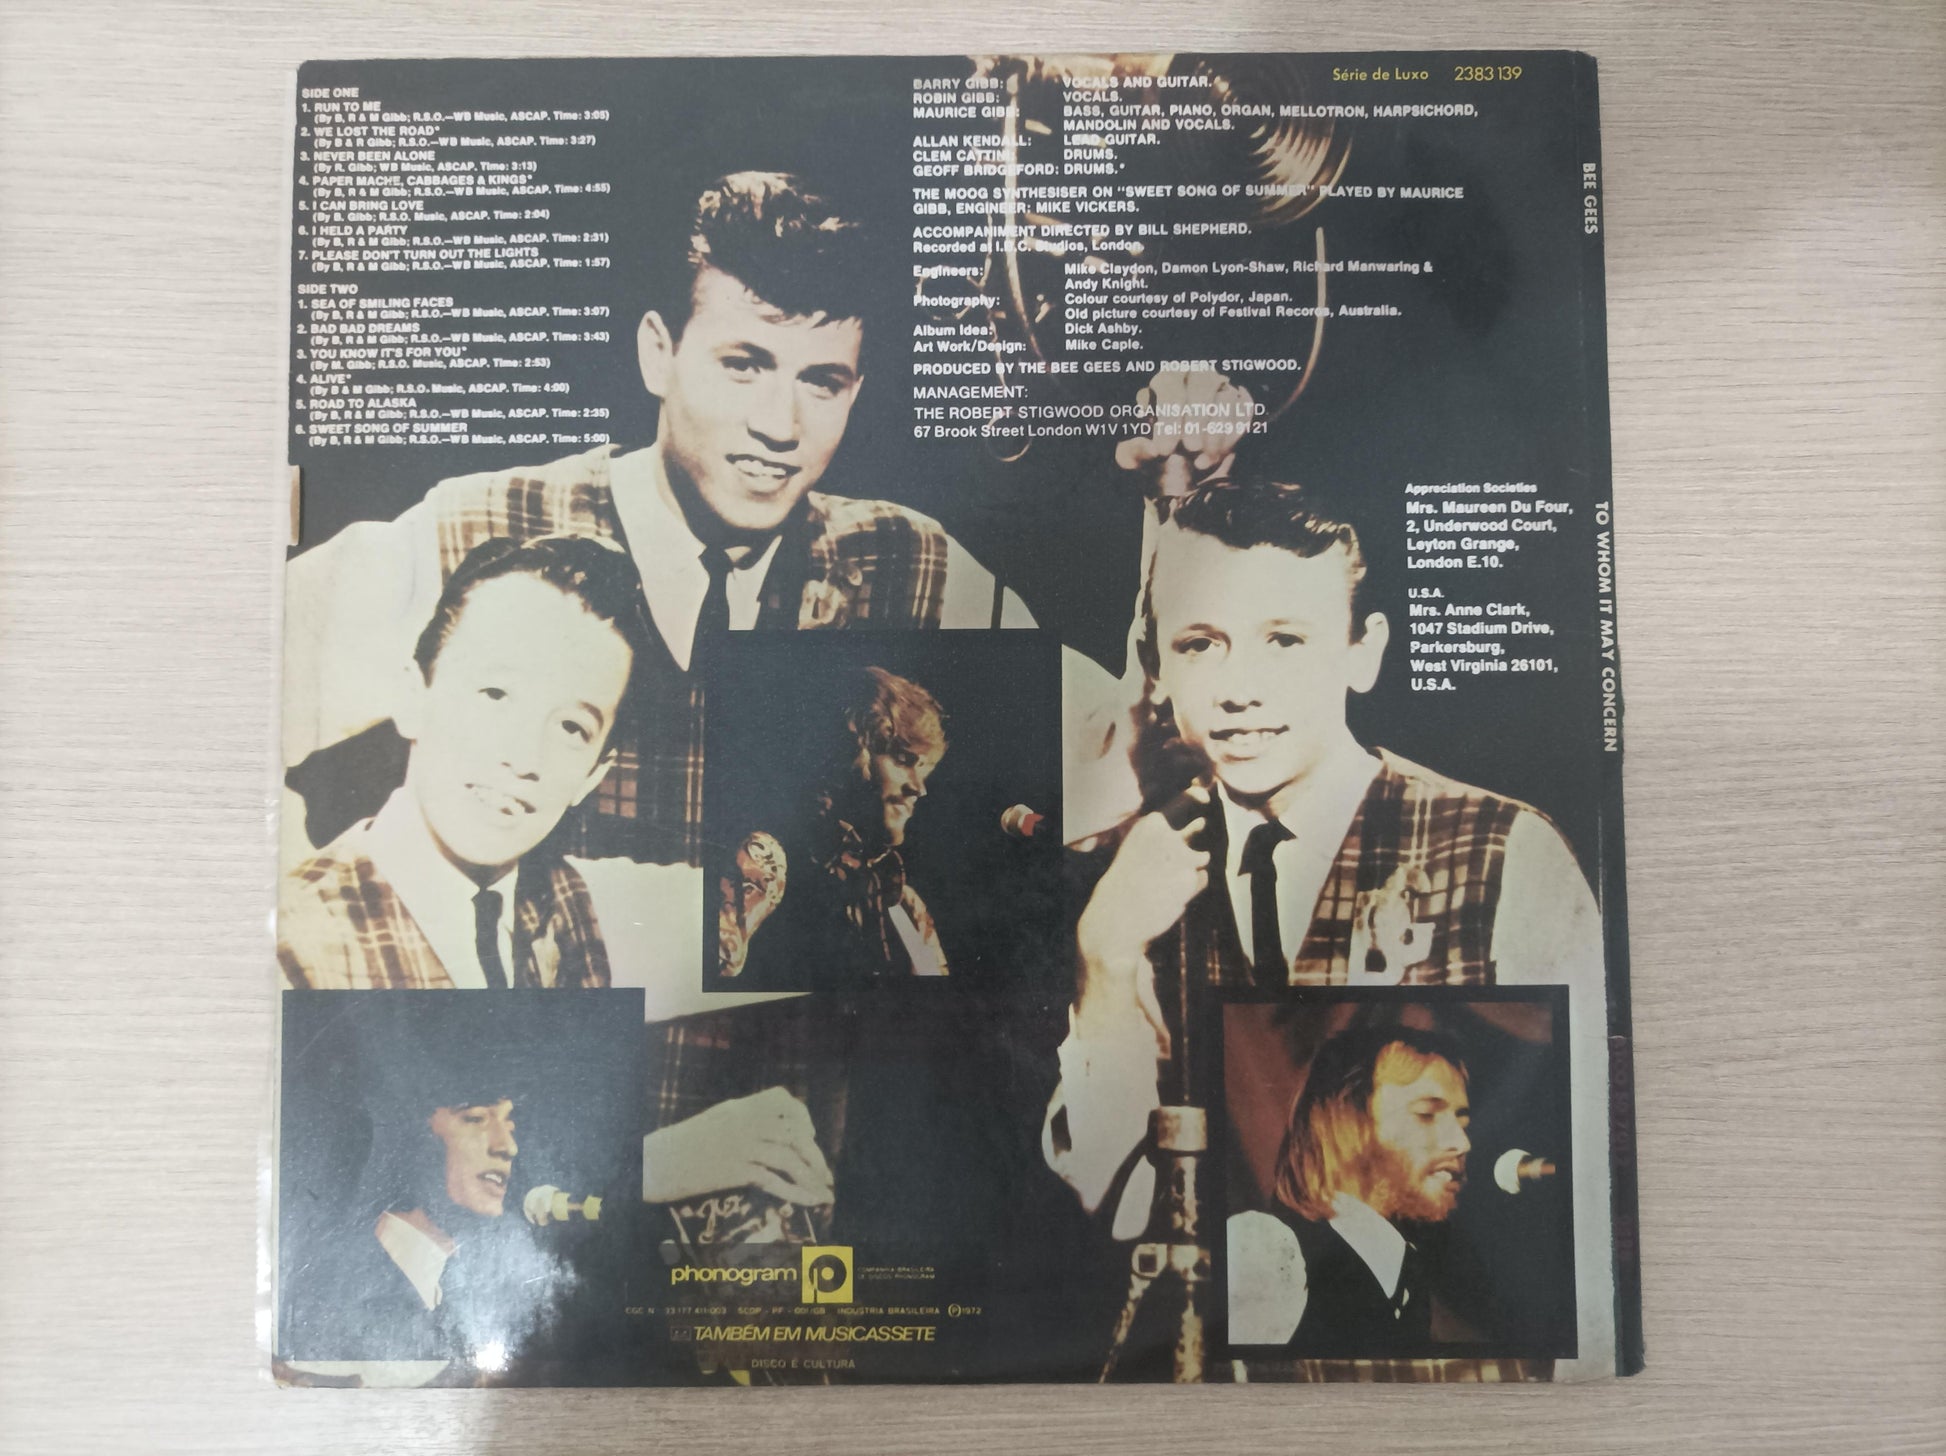 SIDE ONE
1. RUN TO ME
(By B, R & M Gibb; R.S.O.—WB Music, ASCAP. Time: 3:05)
2. WE LOST THE ROAD*
(By B & R Gibb; R.S.O.—WB Music, ASCAP. Time: 3:27)
3. NEVER BEEN ALONE
(By R. Gibb; WB Music, ASCAP. Time: 3:13)
4. PAPER MACHE, CABBAGES & KINGS*
(By B, R & M Gibb; R.S.O.—WB Music, ASCAP. Time: 4:55)
5. I CAN BRING LOVE
(By B. Gibb; R.S.O. Music, ASCAP. Time: 2:04)
6. I HELD A PARTY
(By B, R & M Gibb; R.S.O.—WB Music, ASCAP. Time: 2:31)
7. PLEASE DON'T TURN OUT THE LIGHTS
(By B, R & M Gibb; R.S.O.—WB Music, ASCAP. Time: 1:57)
SIDE TWO
1. SEA OF SMILING FACES
(By B, R & M Gibb; R.S.O.—WB Music, ASCAP. Time: 3:07)
2. BAD BAD DREAMS
(By B, R & M Gibb; R.S.O.—WB Music, ASCAP. Time: 3:43)
3. YOU KNOW IT'S FOR YOU*
(By M. Gibb; R.S.O. Music, ASCAP. Time: 2:53)
4. ALIVE*
(By B & M Gibb; R.S.O. Music, ASCAP. Time: 4:00)
5. ROAD TO ALASKA
(By B, R & M Gibb; R.S.O.—WB Music, ASCAP. Time: 2:35)
6. SWEET SONG OF SUMMER
(By B, R & M Gibb; R.S.O.—WB Music, ASCAP. Time: 5:00)
Série de Luxo 2383 139
BARRY GIBB: VOCALS AND GUITAR.
ROBIN GIBB: VOCALS.
MAURICE GIBB: BASS, GUITAR, PIANO, ORGAN, MELLOTRON, HARPSICHORD,
MANDOLIN AND VOCALS.
ALLAN KENDALL: LEAD GUITAR.
CLEM CATTINI: DRUMS.
GEOFF BRIDGEFORD: DRUMS.*
THE MOOG SYNTHESISER ON "SWEET SONG OF SUMMER" PLAYED BY MAURICE
GIBB, ENGINEER: MIKE VICKERS.
ACCOMPANIMENT DIRECTED BY BILL SHEPHERD.
Recorded at I.B.C. Studios, London.
Engineers: Mike Claydon, Damon Lyon-Shaw, Richard Manwaring &
Andy Knight.
Photography: Colour courtesy of Polydor, Japan.
Old picture courtesy of Festival Records, Australia.
Album Idea: Dick Ashby.
Art Work/Design: Mike Caple.
PRODUCED BY THE BEE GEES AND ROBERT STIGWOOD.
MANAGEMENT:
THE ROBERT STIGWOOD ORGANISATION LTD.
67 Brook Street London W1V 1YD Tel: 01-629 9121
Appreciation Societies
Mrs. Maureen Du Four,
2, Underwood Court,
Leyton Grange,
London E.10.
U.S.A.
Mrs. Anne Clark,
1047 Stadium Drive,
Parkersburg,
West Virginia 26101,
U.S.A.
BEE GEES
TO WHOM IT MAY CONCERN
phonogram
COMPANHIA BRASILEIRA
DE DISCOS PHONOGRAM
INDÚSTRIA BRASILEIRA ℗ 1972
TAMBÉM EM MUSICASSETE
DISCO É CULTURA